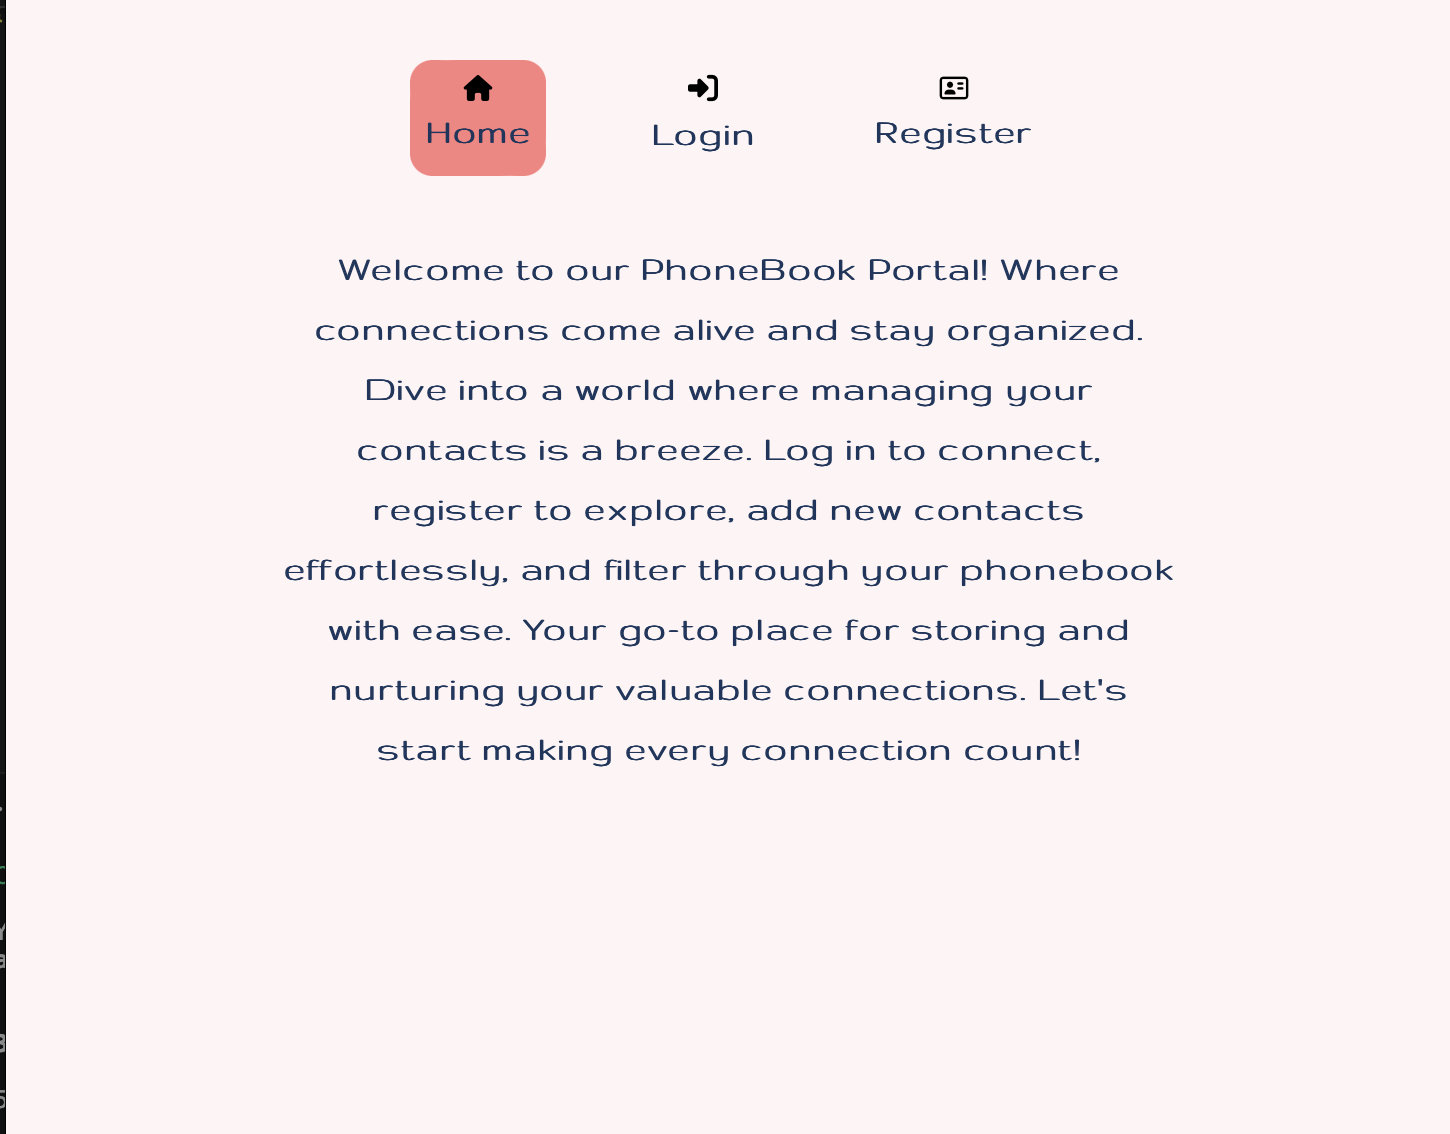 Home
Login
Register
Welcome to our PhoneBook Portal! Where
connections come alive and stay organized.
Dive into a world where managing your
contacts is a breeze. Log in to connect,
register to explore, add new contacts
effortlessly, and filter through your phonebook
with ease. Your go-to place for storing and
nurturing your valuable connections. Let's
start making every connection count!